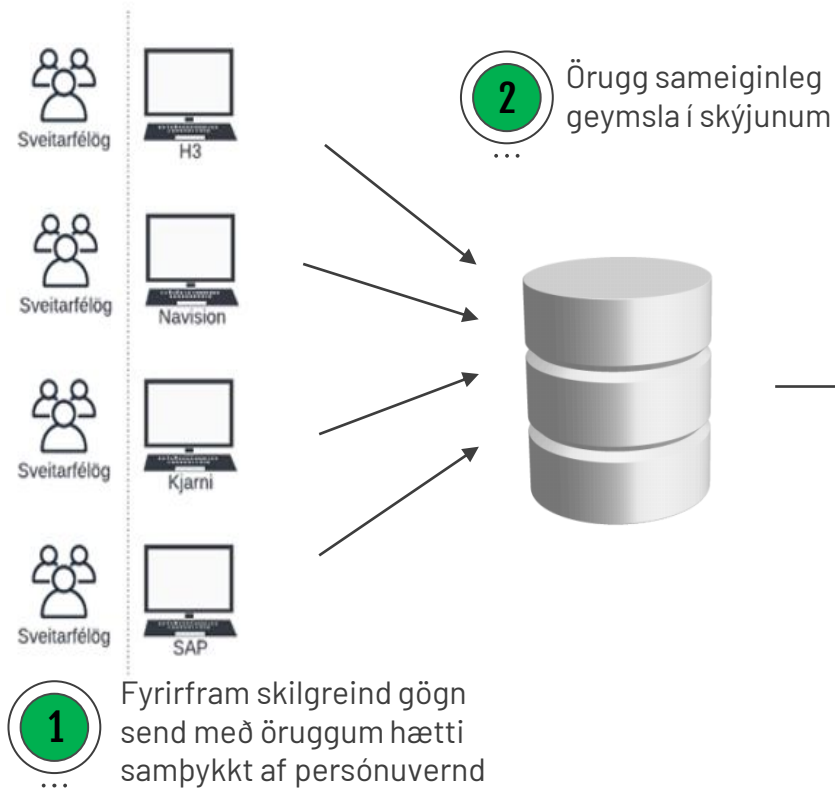 Sveitarfélög
H3
2
Örugg sameiginleg
geymsla í skýjunum
...
Sveitarfélög
Navision
Sveitarfélög
Kjarni
Sveitarfélög
SAP
1
Fyrirfram skilgreind gögn
send með öruggum hætti
samþykkt af persónuvernd
...